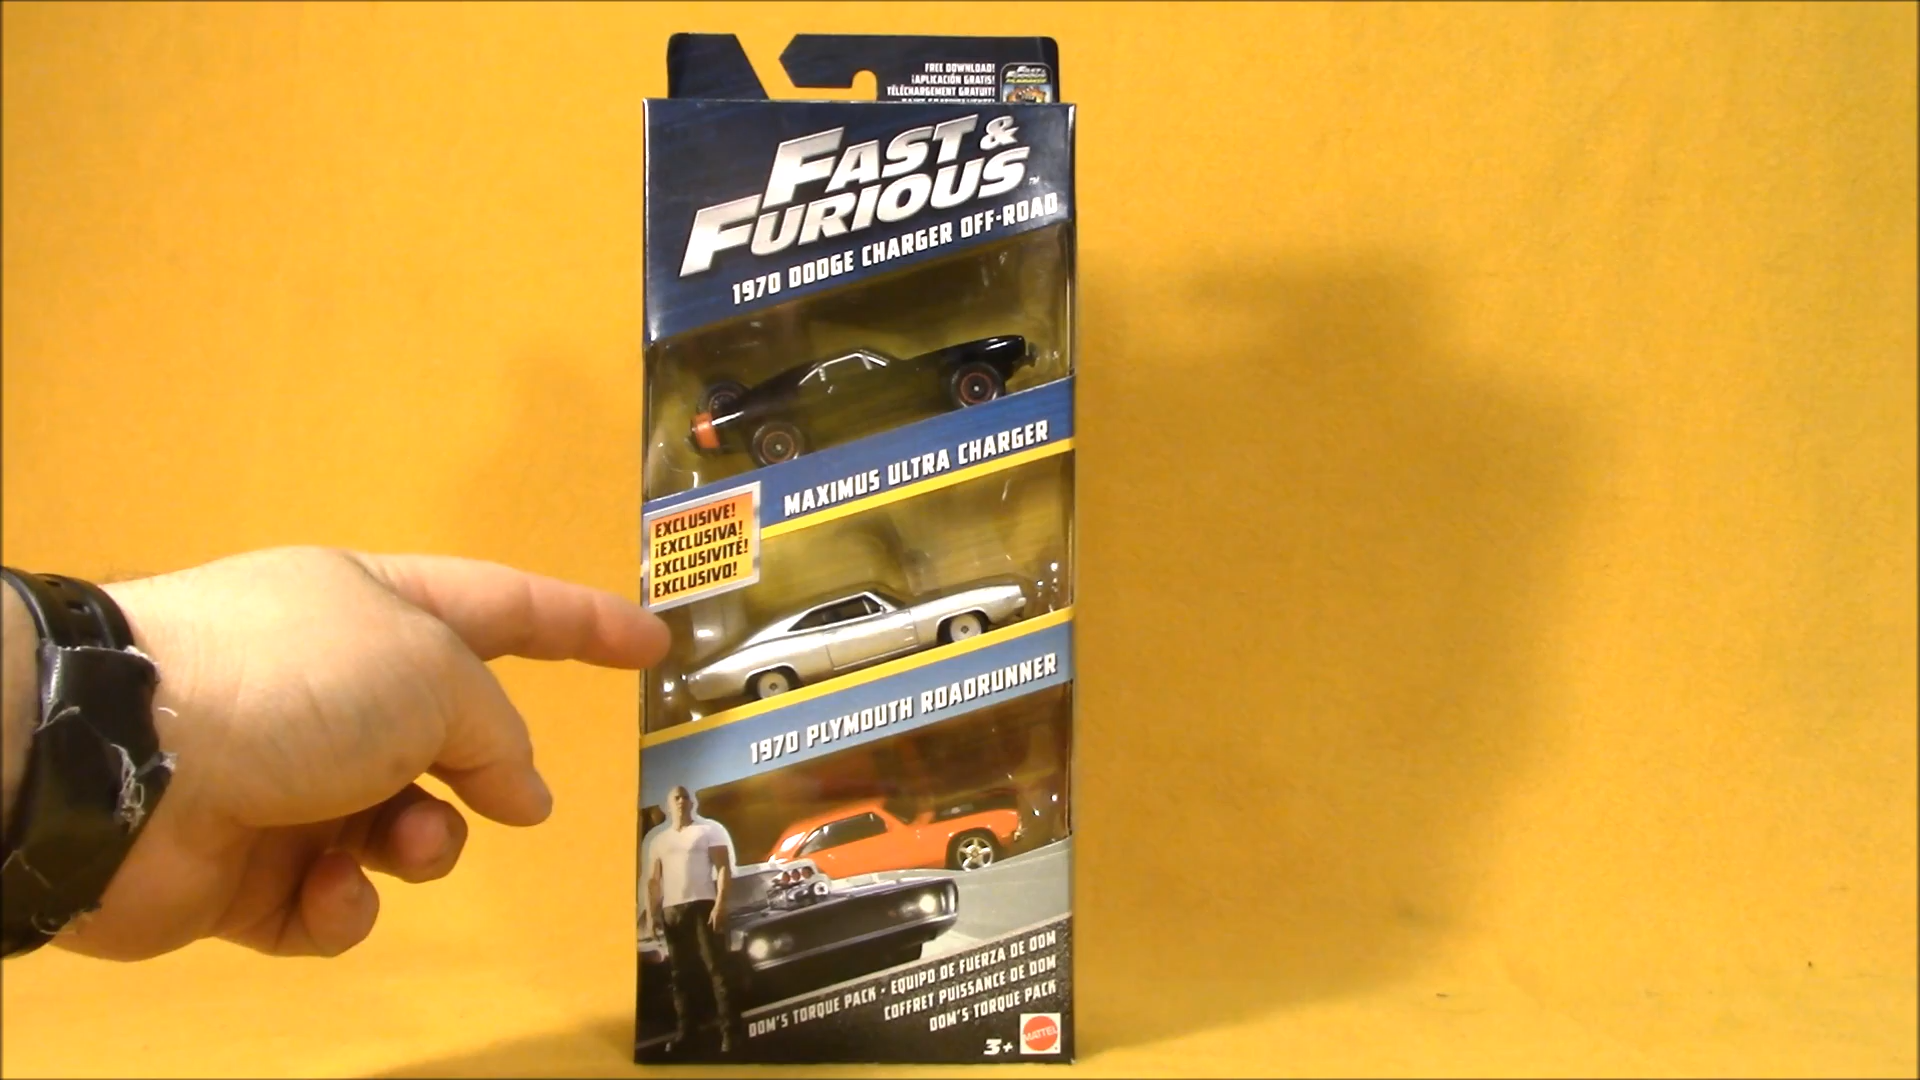 FREE DOWNLOAD!
¡APLICACIÓN GRATIS!
TÉLÉCHARGEMENT GRATUIT!
FAST & FURIOUS™
1970 DODGE CHARGER OFF-ROAD
MAXIMUS ULTRA CHARGER
EXCLUSIVE!
¡EXCLUSIVA!
EXCLUSIVITÉ!
EXCLUSIVO!
1970 PLYMOUTH ROADRUNNER
DOM'S TORQUE PACK • EQUIPO DE FUERZA DE DOM
COFFRET PUISSANCE DE DOM
DOM'S TORQUE PACK
3+
MATTEL